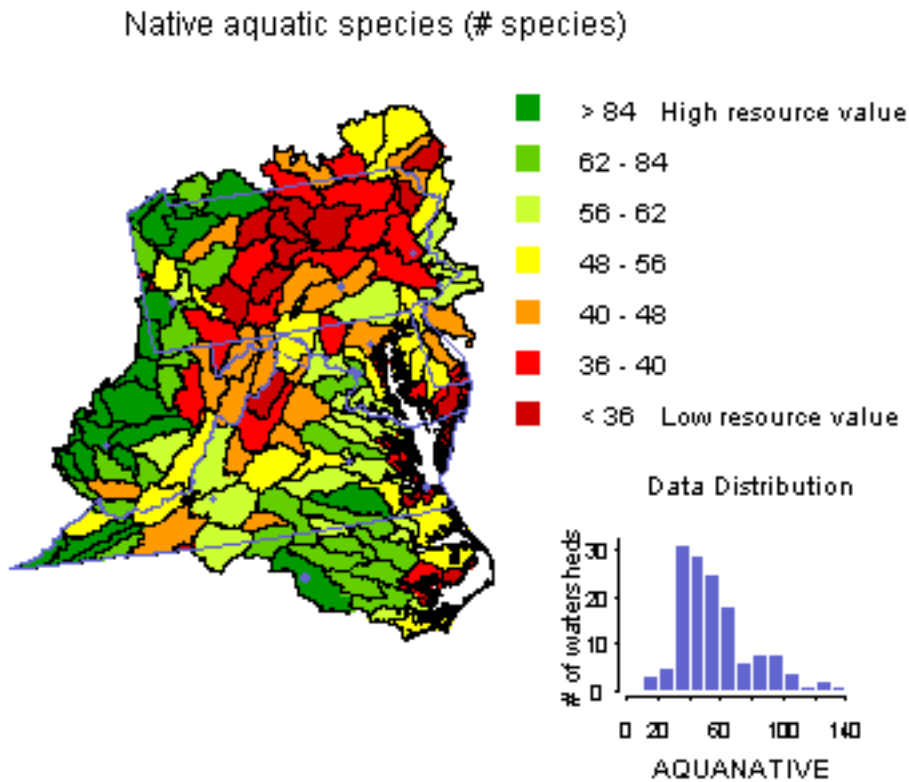 Native aquatic species (# species)
> 84 High resource value
62 - 84
56 - 62
48 - 56
40 - 48
36 - 40
< 36 Low resource value
Data Distribution
# of watersheds
30
20
10
0
0 20 60 100 140
AQUANATIVE